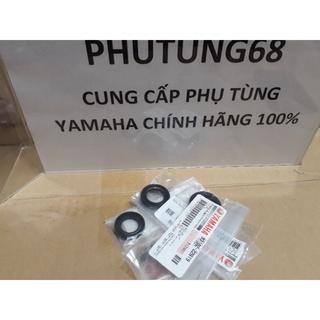 PHUTUNG68
CUNG CẤP PHỤ TÙNG
YAMAHA CHÍNH HÃNG 100%
YAMAHA